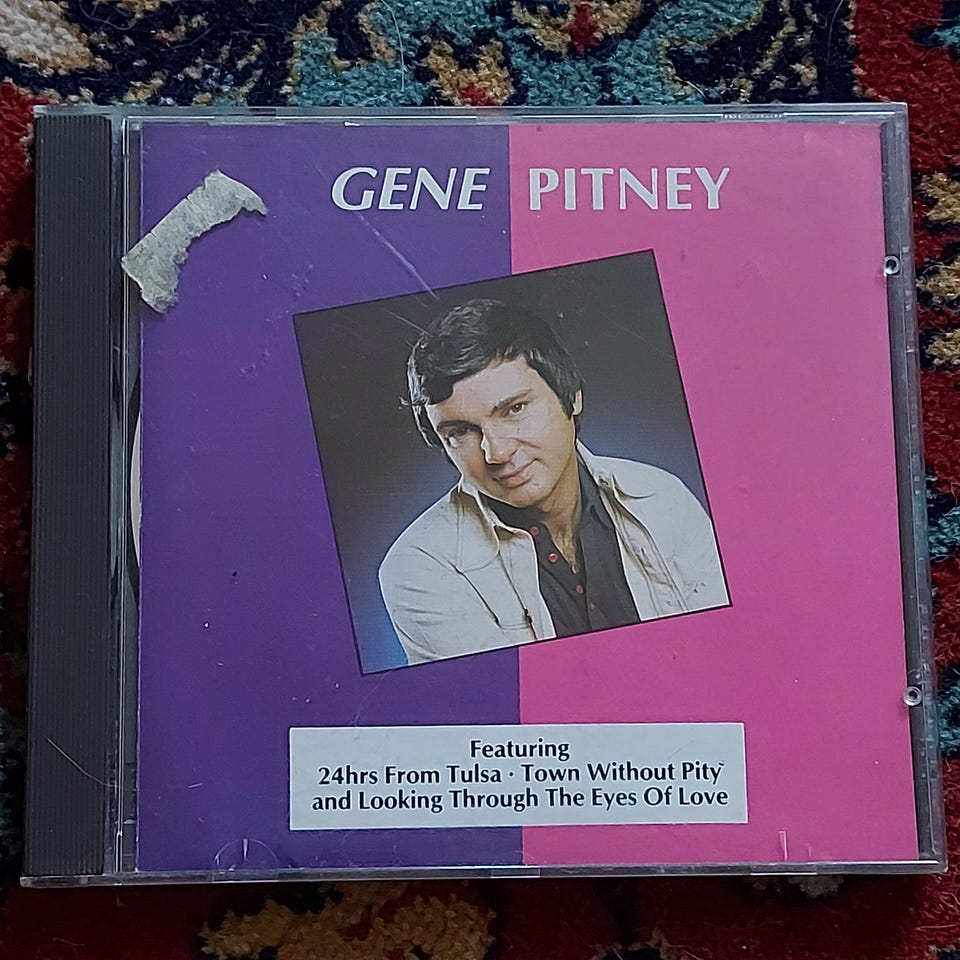 GENE PITNEY
Featuring
24hrs From Tulsa · Town Without Pity
and Looking Through The Eyes Of Love